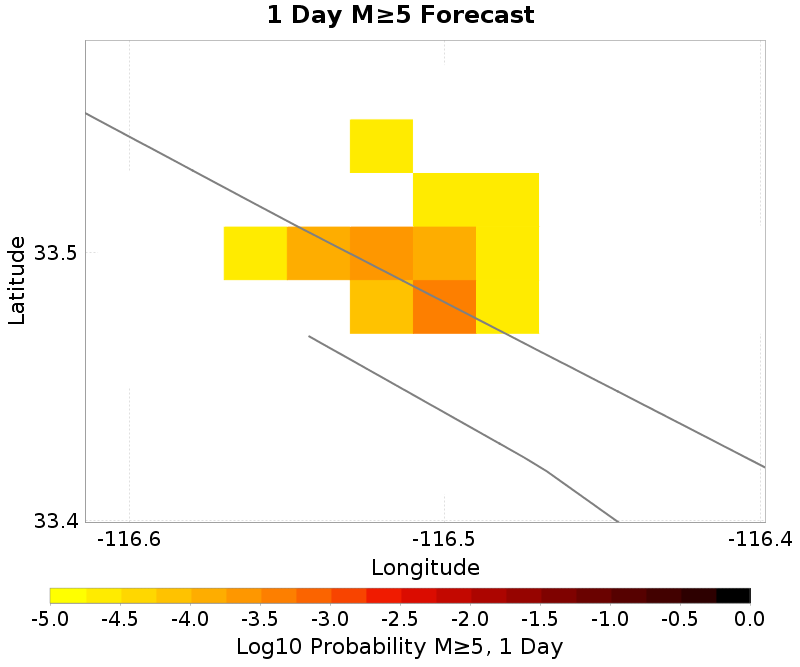 1 Day M≥5 Forecast
Latitude
33.5
33.4
-116.6 -116.5 -116.4
Longitude
-5.0 -4.5 -4.0 -3.5 -3.0 -2.5 -2.0 -1.5 -1.0 -0.5 0.0
Log10 Probability M≥5, 1 Day